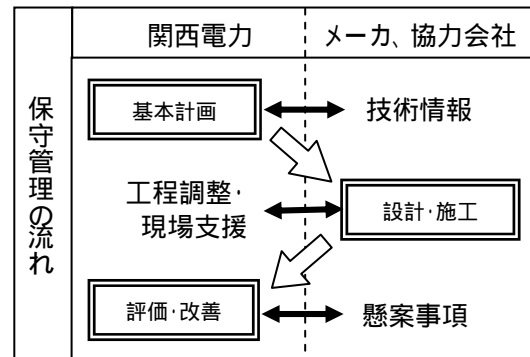 関西電力
メーカ、協力会社
保守管理の流れ
基本計画
技術情報
工程調整・
現場支援
設計・施工
評価・改善
懸案事項